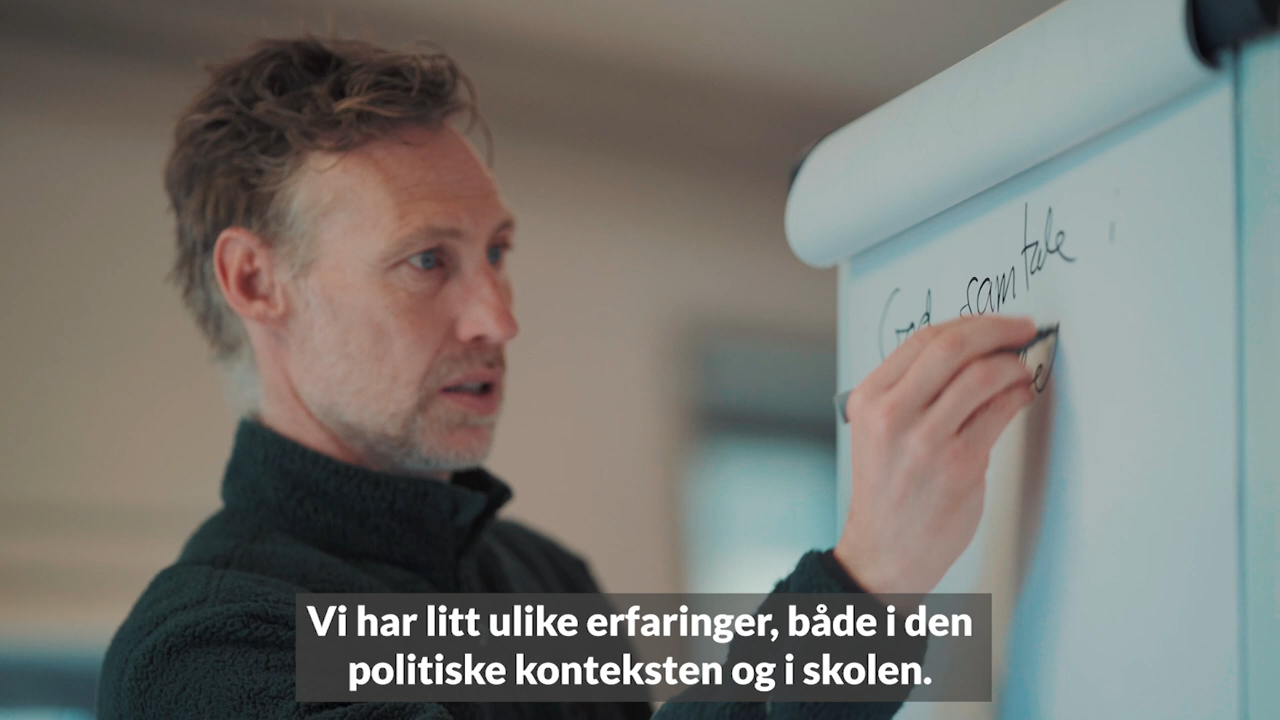 God samtale
Vi har litt ulike erfaringer, både i den
politiske konteksten og i skolen.